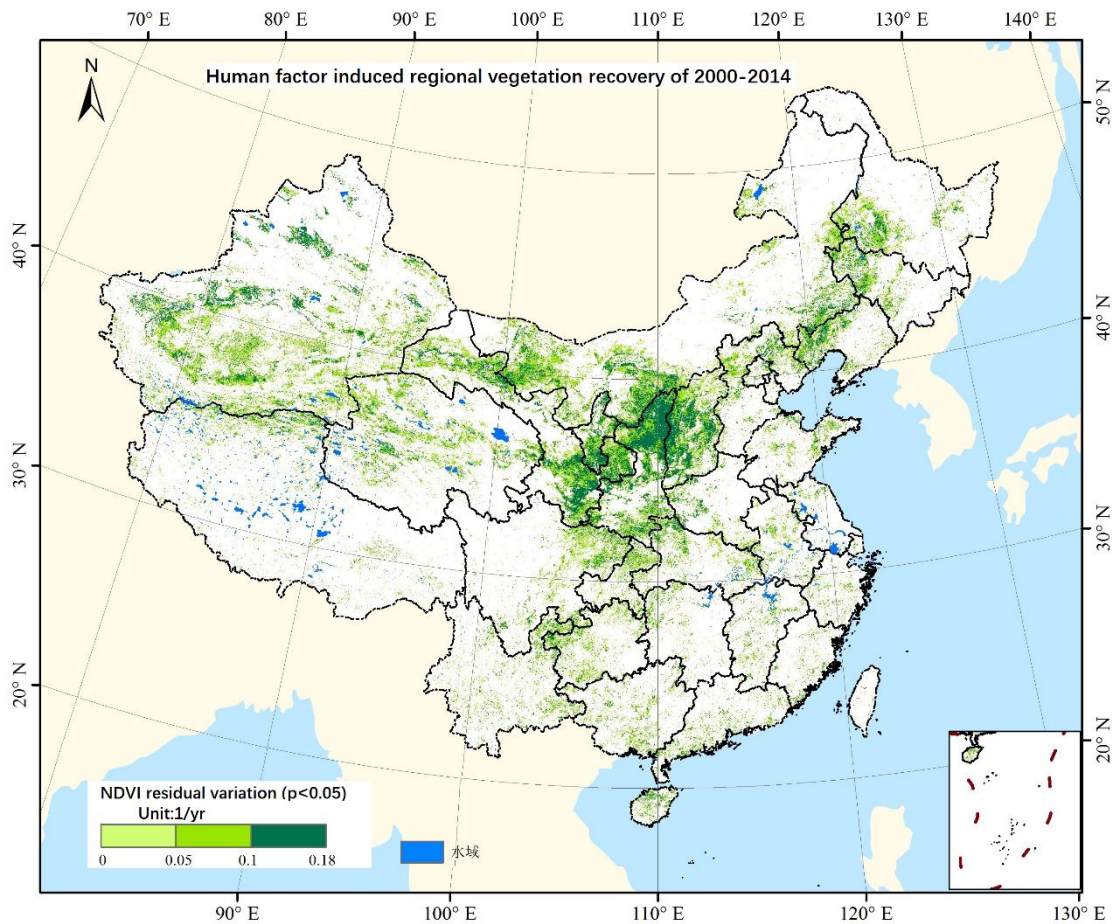 70° E 80° E 90° E 100° E 110° E 120° E 130° E 140° E
N
Human factor induced regional vegetation recovery of 2000-2014
50° N
40° N
40° N
30° N
30° N
20° N
20° N
NDVI residual variation (p<0.05)
Unit:1/yr
0 0.05 0.1 0.18
水域
90° E 100° E 110° E 120° E 130° E